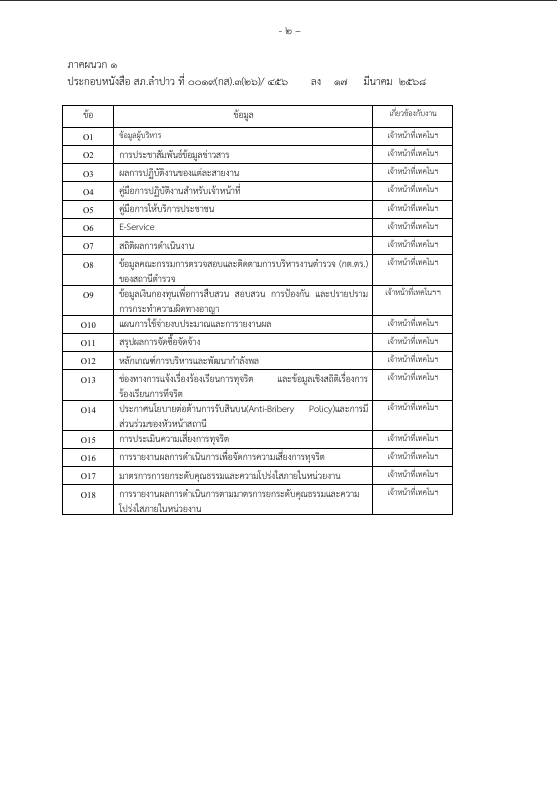 - ๒ –
ภาคผนวก ๑
ประกอบหนังสือ สภ.ลำปาว ที่ ๐๐๑๙(กส).๓(๒๖)/ ๔๕๖ ลง ๑๗ มีนาคม ๒๕๖๘
ข้อ ข้อมูล เกี่ยวข้องกับงาน
O1 ข้อมูลผู้บริหาร เจ้าหน้าที่เทคโนฯ
O2 การประชาสัมพันธ์ข้อมูลข่าวสาร เจ้าหน้าที่เทคโนฯ
O3 ผลการปฏิบัติงานของแต่ละสายงาน เจ้าหน้าที่เทคโนฯ
O4 คู่มือการปฏิบัติงานสำหรับเจ้าหน้าที่ เจ้าหน้าที่เทคโนฯ
O5 คู่มือการให้บริการประชาชน เจ้าหน้าที่เทคโนฯ
O6 E-Service เจ้าหน้าที่เทคโนฯ
O7 สถิติผลการดำเนินงาน เจ้าหน้าที่เทคโนฯ
O8 ข้อมูลคณะกรรมการตรวจสอบและติดตามการบริหารงานตำรวจ (กต.ตร.) เจ้าหน้าที่เทคโนฯ
ของสถานีตำรวจ
O9 ข้อมูลเงินกองทุนเพื่อการสืบสวน สอบสวน การป้องกัน และปรายปราม เจ้าหน้าที่เทคโนฯฯ
การกระทำความผิดทางอาญา
O10 แผนการใช้จ่ายงบประมาณและการายงานผล เจ้าหน้าที่เทคโนฯ
O11 สรุปผลการจัดซื้อจัดจ้าง เจ้าหน้าที่เทคโนฯ
O12 หลักเกณฑ์การบริหารและพัฒนากำลังพล เจ้าหน้าที่เทคโนฯ
O13 ช่องทางการแจ้งเรื่องร้องเรียนการทุจริต และข้อมูลเชิงสถิติเรื่องการ เจ้าหน้าที่เทคโนฯ
ร้องเรียนการทึจริต
O14 ประกาศนโยบายต่อต้านการรับสินบน(Anti-Bribery Policy)และการมี เจ้าหน้าที่เทคโนฯ
ส่วนร่วมของหัวหน้าสถานี
O15 การประเมินความเสี่ยงการทุจริต เจ้าหน้าที่เทคโนฯ
O16 การรายงานผลการดำเนินการเพื่อจัดการความเสี่ยงการทุจริต เจ้าหน้าที่เทคโนฯ
O17 มาตรการการยกระดับคุณธรรมและความโปร่งใสภายในหน่วยงาน เจ้าหน้าที่เทคโนฯ
O18 การรายงานผลการดำเนินการตามมาตรการยกระดับคุณธรรมและความ เจ้าหน้าที่เทคโนฯ
โปร่งใสภายในหน่วยงาน